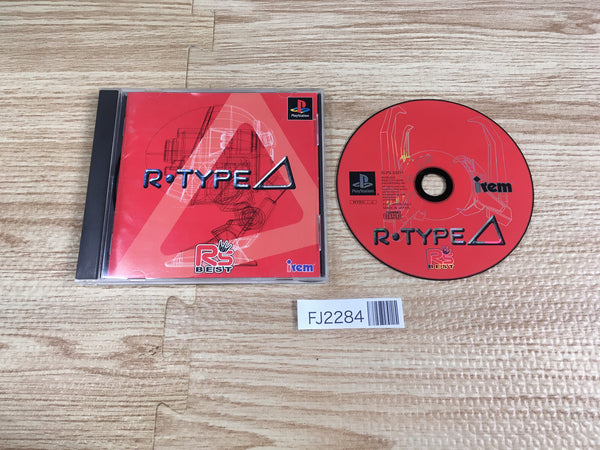 PlayStation
R・TYPE Δ
R's
BEST
irem
PlayStation
irem
R・TYPE Δ
R's
BEST
FJ2284